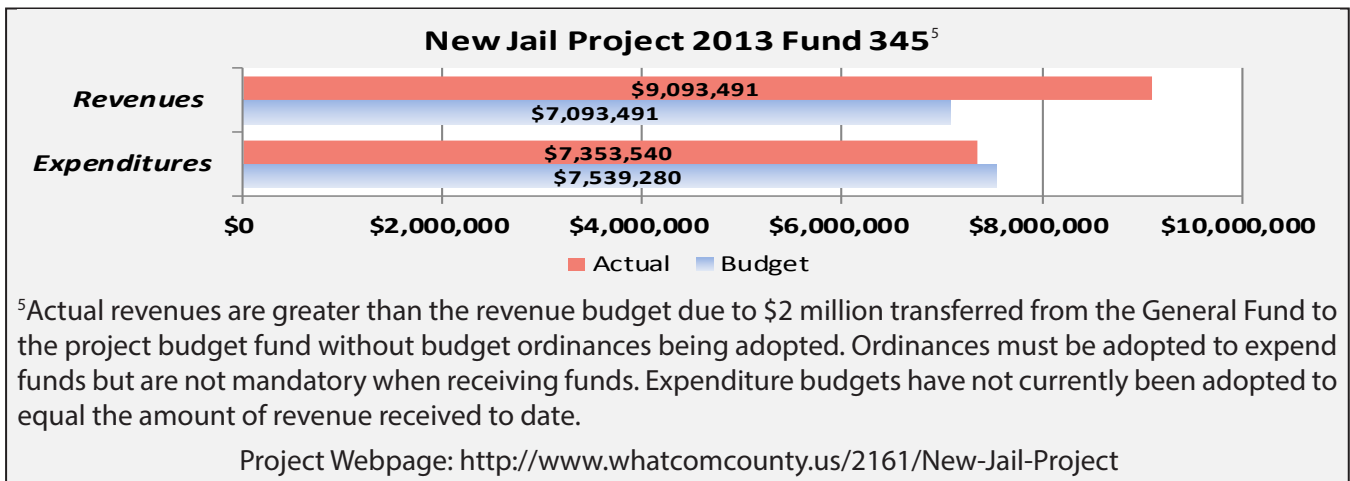 New Jail Project 2013 Fund 345⁵
Revenues
$9,093,491
$7,093,491
Expenditures
$7,353,540
$7,539,280
$0 $2,000,000 $4,000,000 $6,000,000 $8,000,000 $10,000,000
Actual Budget
⁵Actual revenues are greater than the revenue budget due to $2 million transferred from the General Fund to
the project budget fund without budget ordinances being adopted. Ordinances must be adopted to expend
funds but are not mandatory when receiving funds. Expenditure budgets have not currently been adopted to
equal the amount of revenue received to date.
Project Webpage: http://www.whatcomcounty.us/2161/New-Jail-Project